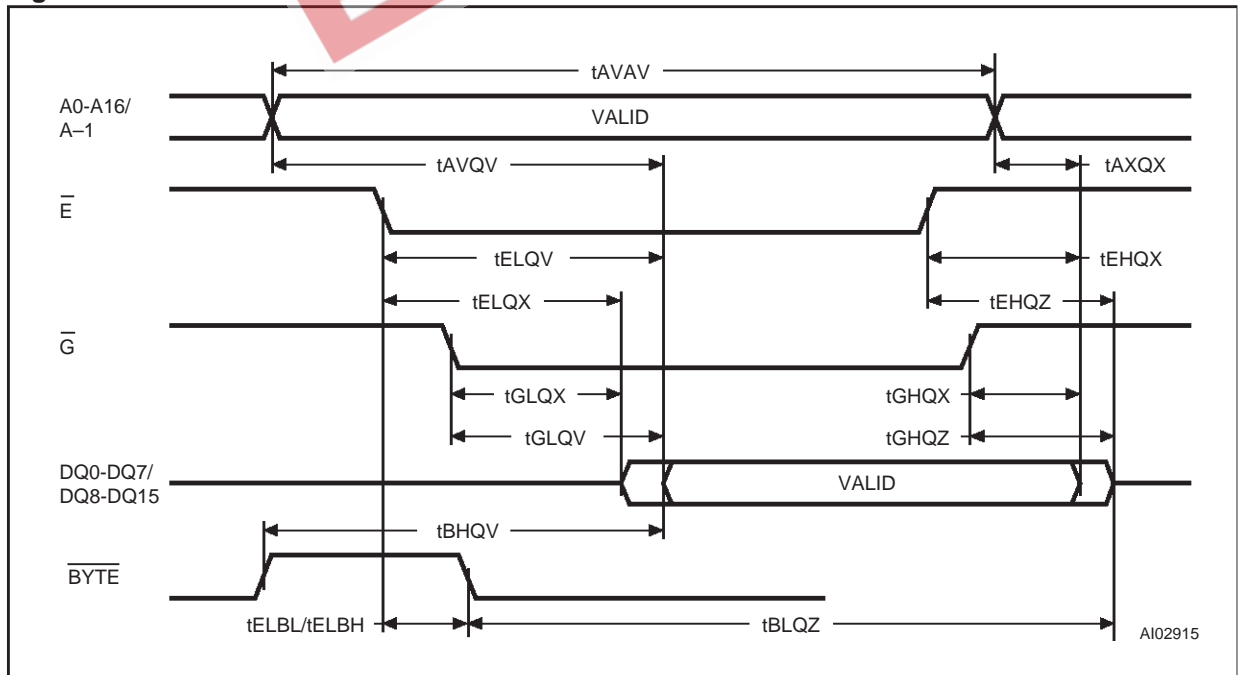 tAVAV
A0-A16/
A–1
VALID
tAVQV
tAXQX
E
tELQV
tEHQX
tELQX
tEHQZ
G
tGLQX
tGHQX
tGLQV
tGHQZ
DQ0-DQ7/
DQ8-DQ15
VALID
tBHQV
BYTE
tELBL/tELBH
tBLQZ
AI02915